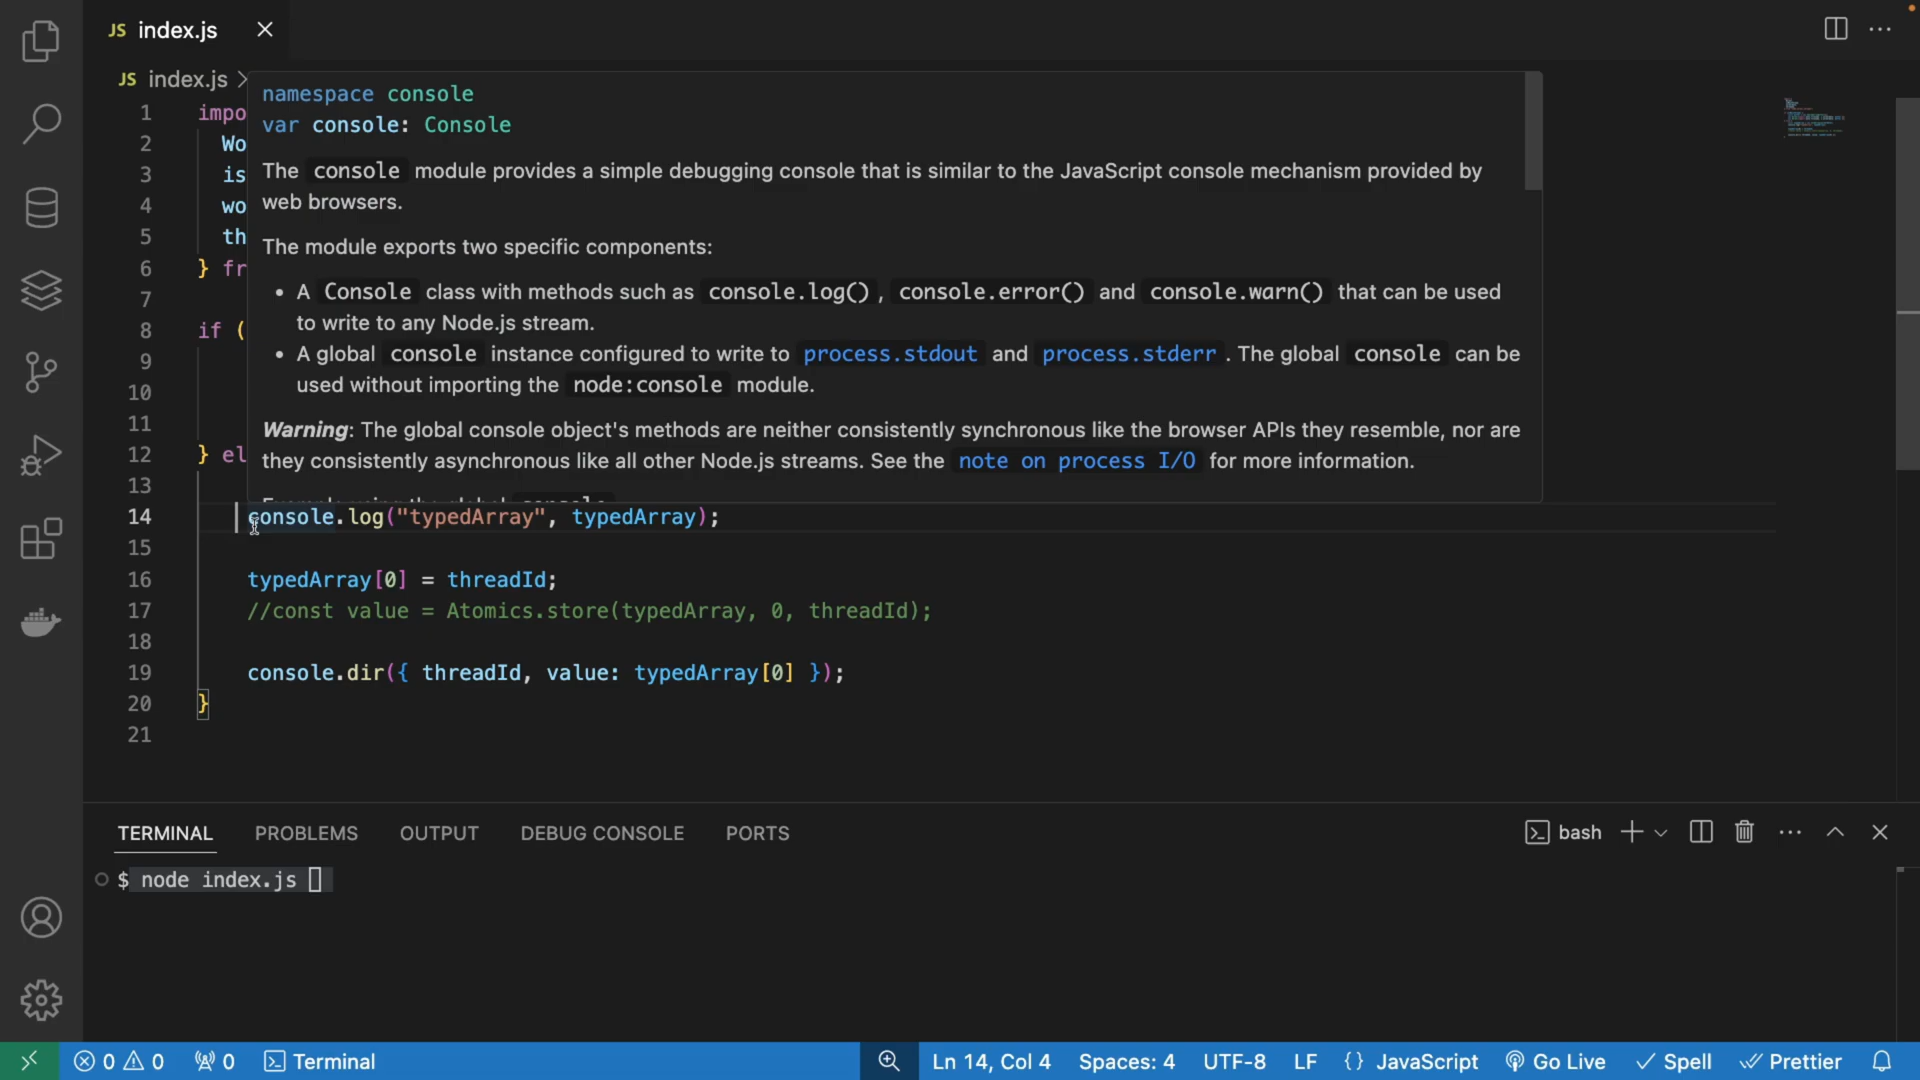 JS index.js
JS index.js >
namespace console
var console: Console
The console module provides a simple debugging console that is similar to the JavaScript console mechanism provided by
web browsers.
The module exports two specific components:
• A Console class with methods such as console.log(), console.error() and console.warn() that can be used
to write to any Node.js stream.
• A global console instance configured to write to process.stdout and process.stderr. The global console can be
used without importing the node:console module.
Warning: The global console object's methods are neither consistently synchronous like the browser APIs they resemble, nor are
they consistently asynchronous like all other Node.js streams. See the note on process I/O for more information.
1 impo
2 Wo
3 is
4 wo
5 th
6 } fr
7
8 if (
9
10
11
12 } el
13
14 console.log("typedArray", typedArray);
15
16 typedArray[0] = threadId;
17 //const value = Atomics.store(typedArray, 0, threadId);
18
19 console.dir({ threadId, value: typedArray[0] });
20 }
21
TERMINAL PROBLEMS OUTPUT DEBUG CONSOLE PORTS bash
$ node index.js
0 0 0 Terminal Ln 14, Col 4 Spaces: 4 UTF-8 LF {} JavaScript Go Live Spell Prettier